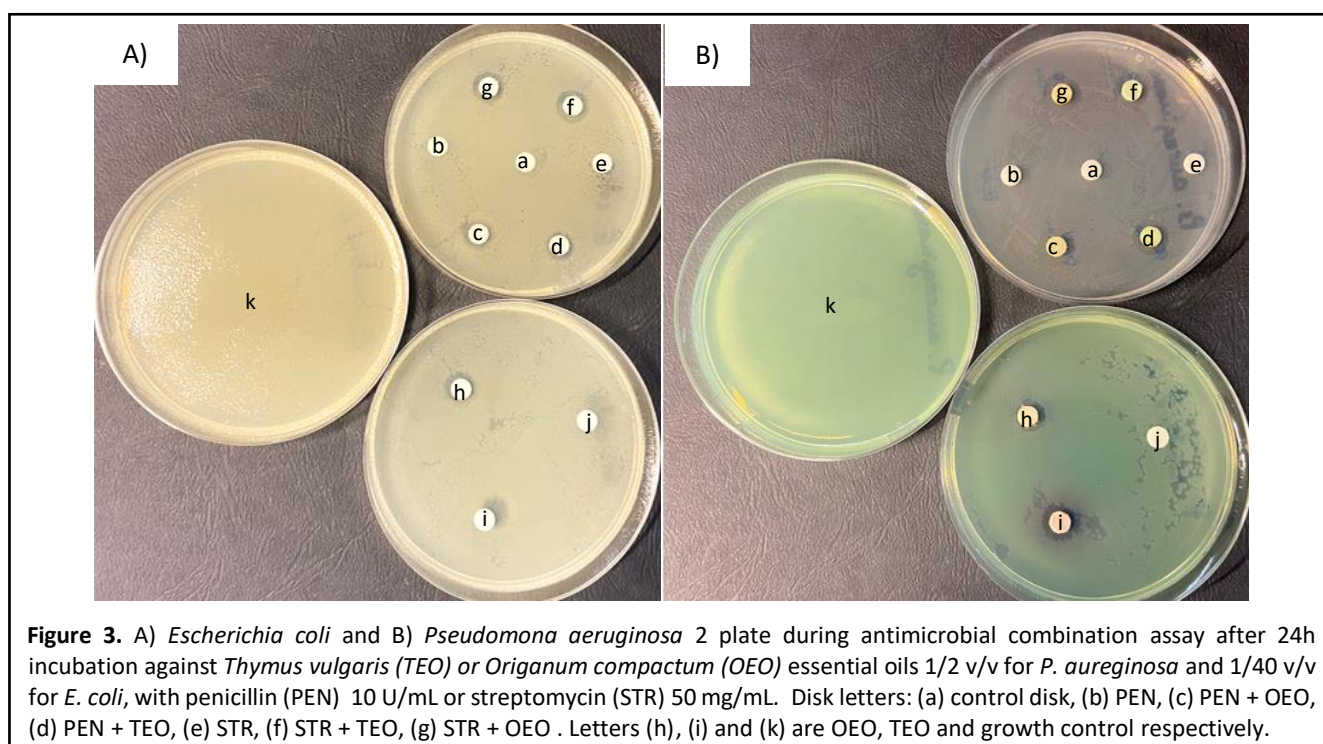 A)
B)
g
f
b
a
e
c
d
k
h
j
i
g
f
b
a
e
c
d
k
h
j
i
Figure 3. A) Escherichia coli and B) Pseudomona aeruginosa 2 plate during antimicrobial combination assay after 24h
incubation against Thymus vulgaris (TEO) or Origanum compactum (OEO) essential oils 1/2 v/v for P. aureginosa and 1/40 v/v
for E. coli, with penicillin (PEN) 10 U/mL or streptomycin (STR) 50 mg/mL. Disk letters: (a) control disk, (b) PEN, (c) PEN + OEO,
(d) PEN + TEO, (e) STR, (f) STR + TEO, (g) STR + OEO . Letters (h), (i) and (k) are OEO, TEO and growth control respectively.